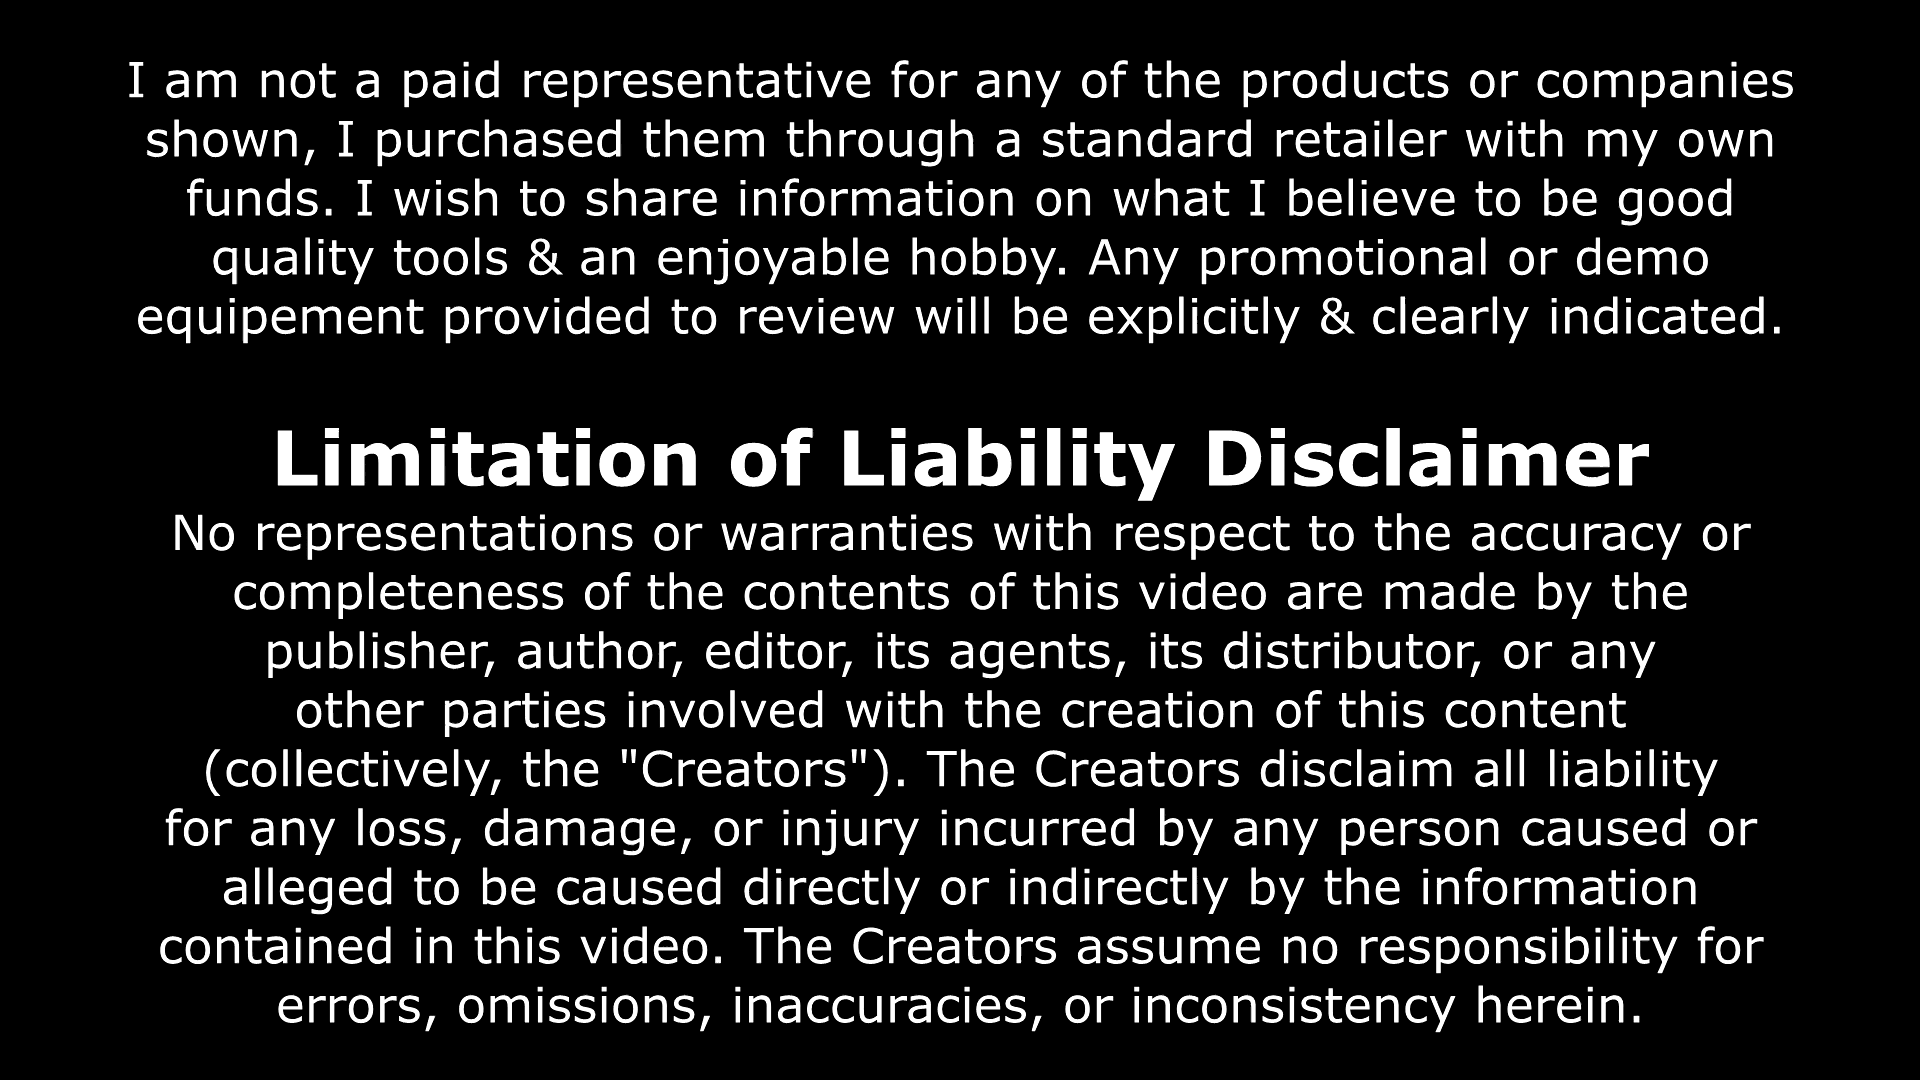 I am not a paid representative for any of the products or companies
shown, I purchased them through a standard retailer with my own
funds. I wish to share information on what I believe to be good
quality tools & an enjoyable hobby. Any promotional or demo
equipement provided to review will be explicitly & clearly indicated.
Limitation of Liability Disclaimer
No representations or warranties with respect to the accuracy or
completeness of the contents of this video are made by the
publisher, author, editor, its agents, its distributor, or any
other parties involved with the creation of this content
(collectively, the "Creators"). The Creators disclaim all liability
for any loss, damage, or injury incurred by any person caused or
alleged to be caused directly or indirectly by the information
contained in this video. The Creators assume no responsibility for
errors, omissions, inaccuracies, or inconsistency herein.